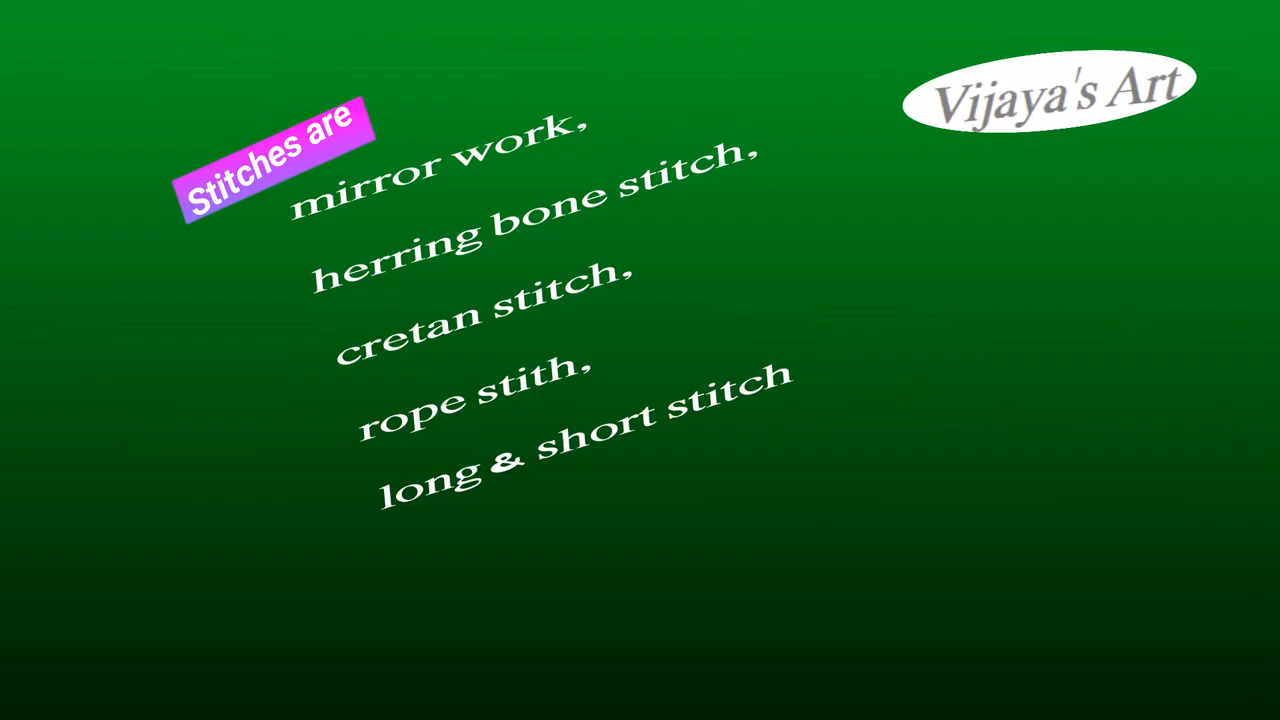 Vijaya's Art
Stitches are
mirror work,
herring bone stitch,
cretan stitch,
rope stith,
long & short stitch